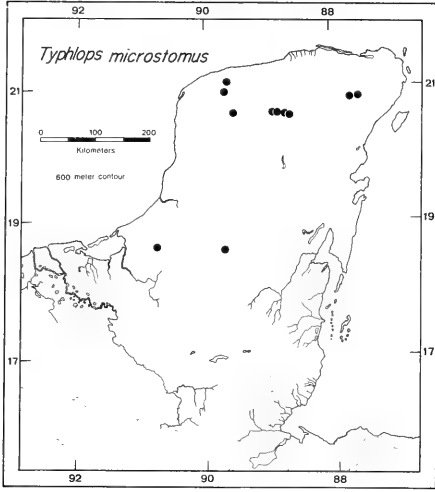 92 90 88
Typhlops microstomus
21 21
0 100 200
Kilometers
600 meter contour
19 19
17 17
92 90 88